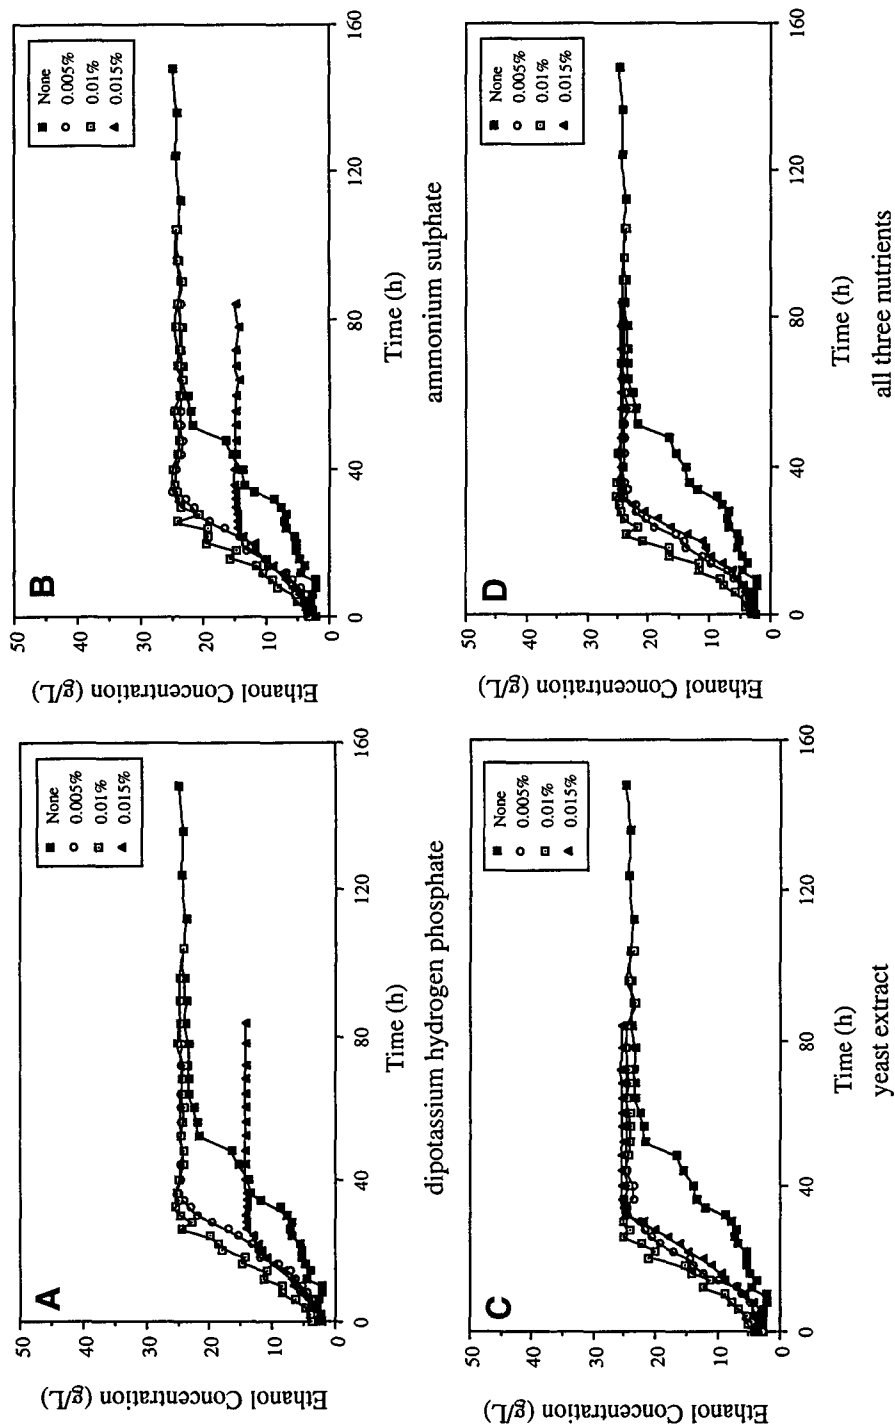 A
Ethanol Concentration (g/L)
50
40
30
20
10
0
0
40
80
120
160
None
0.005%
0.01%
0.015%
Time (h)
dipotassium hydrogen phosphate
B
Ethanol Concentration (g/L)
50
40
30
20
10
0
0
40
80
120
160
None
0.005%
0.01%
0.015%
Time (h)
ammonium sulphate
C
Ethanol Concentration (g/L)
50
40
30
20
10
0
0
40
80
120
160
None
0.005%
0.01%
0.015%
Time (h)
yeast extract
D
Ethanol Concentration (g/L)
50
40
30
20
10
0
0
40
80
120
160
None
0.005%
0.01%
0.015%
Time (h)
all three nutrients